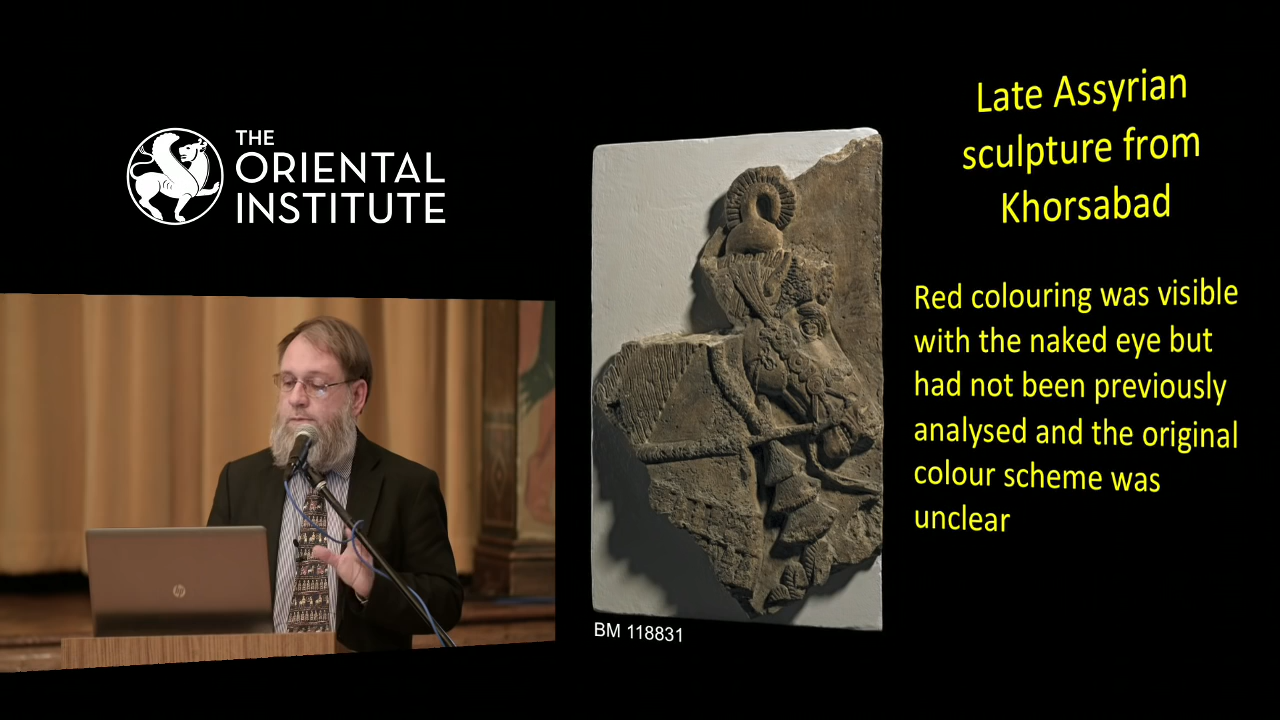 THE
ORIENTAL
INSTITUTE
Late Assyrian
sculpture from
Khorsabad
Red colouring was visible
with the naked eye but
had not been previously
analysed and the original
colour scheme was
unclear
BM 118831
hp